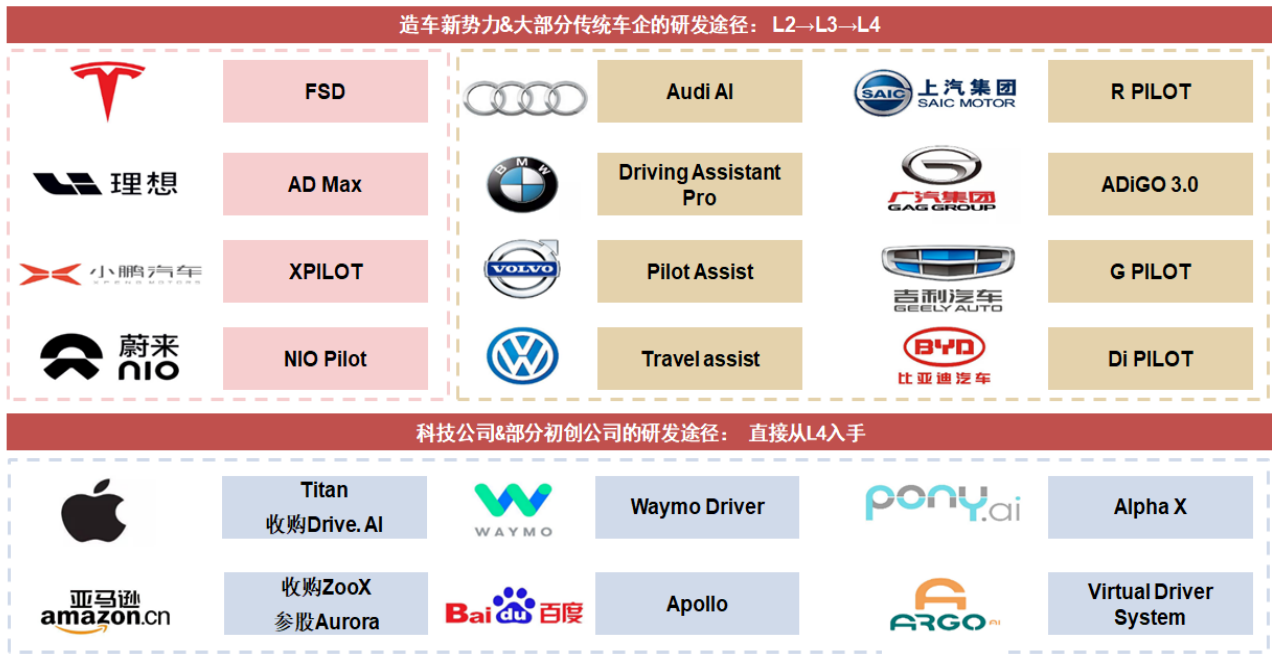 造车新势力&大部分传统车企的研发途径： L2→L3→L4
FSD
Audi AI
SAIC
上汽集团
SAIC MOTOR
R PILOT
理想
AD Max
BMW
Driving Assistant
Pro
广汽集团
GAG GROUP
ADiGO 3.0
小鹏汽车
XPENG MOTORS
XPILOT
VOLVO
Pilot Assist
吉利汽车
GEELY AUTO
G PILOT
蔚来
NIO
NIO Pilot
Travel assist
BYD
比亚迪汽车
Di PILOT
科技公司&部分初创公司的研发途径： 直接从L4入手
Titan
收购Drive. AI
WAYMO
Waymo Driver
pony.ai
Alpha X
亚马逊
amazon.cn
收购ZooX
参股Aurora
Bai du 百度
Apollo
ARGO AI
Virtual Driver
System